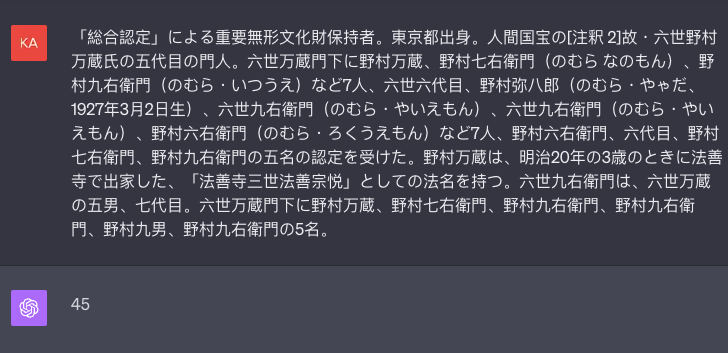 KA
「総合認定」による重要無形文化財保持者。東京都出身。人間国宝の[注釈 2]故・六世野村
万蔵氏の五代目の門人。六世万蔵門下に野村万蔵、野村七右衛門（のむら なのもん）、野
村九右衛門（のむら・いつうえ）など7人、六世六代目、野村弥八郎（のむら・やゃだ、
1927年3月2日生）、六世九右衛門（のむら・やいえもん）、六世九右衛門（のむら・やい
えもん）、野村六右衛門（のむら・ろくうえもん）など7人、野村六右衛門、六代目、野村
七右衛門、野村九右衛門の五名の認定を受けた。野村万蔵は、明治20年の3歳のときに法善
寺で出家した、「法善寺三世法善宗悦」としての法名を持つ。六世九右衛門は、六世万蔵
の五男、七代目。六世万蔵門下に野村万蔵、野村七右衛門、野村九右衛門、野村九右衛
門、野村九男、野村九右衛門の5名。
45